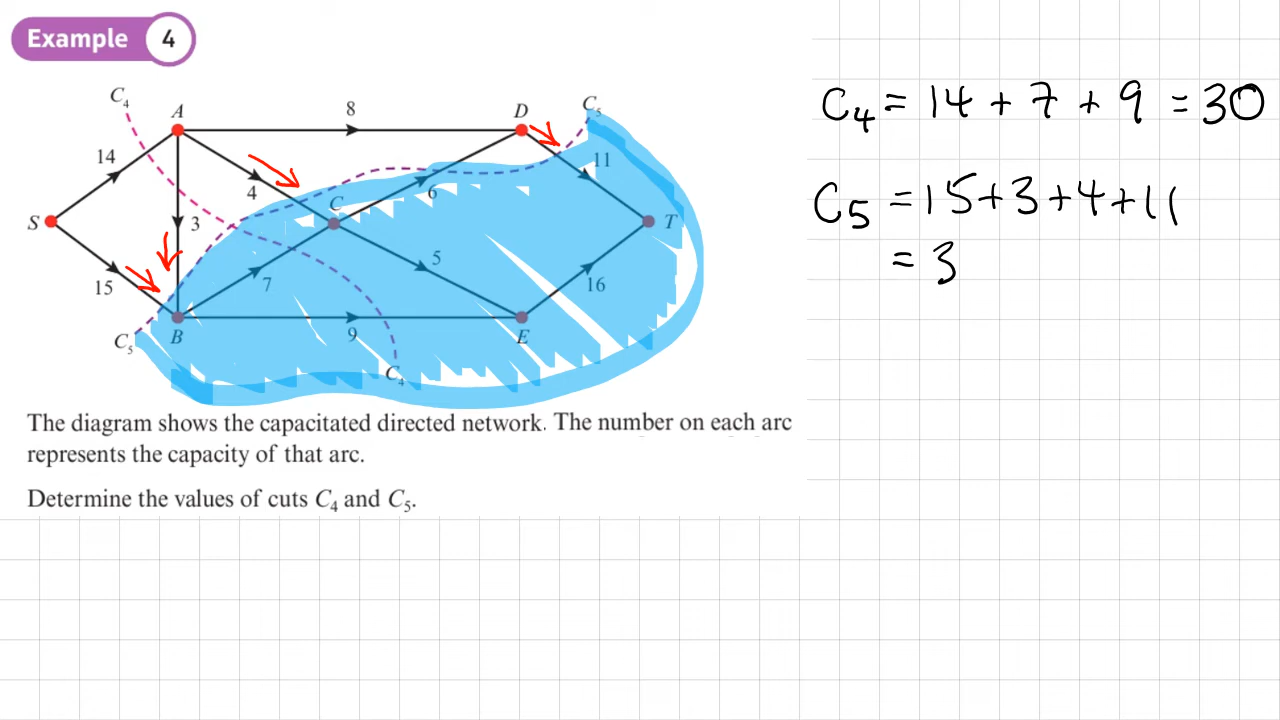 Example 4
C₄
A
8
D
C₅
14
4
11
S
3
C
6
T
15
7
5
16
C₅
B
9
E
C₄
The diagram shows the capacitated directed network. The number on each arc
represents the capacity of that arc.
Determine the values of cuts C₄ and C₅.
C₄ = 14 + 7 + 9 = 30
C₅ = 15+3+4+11
= 3